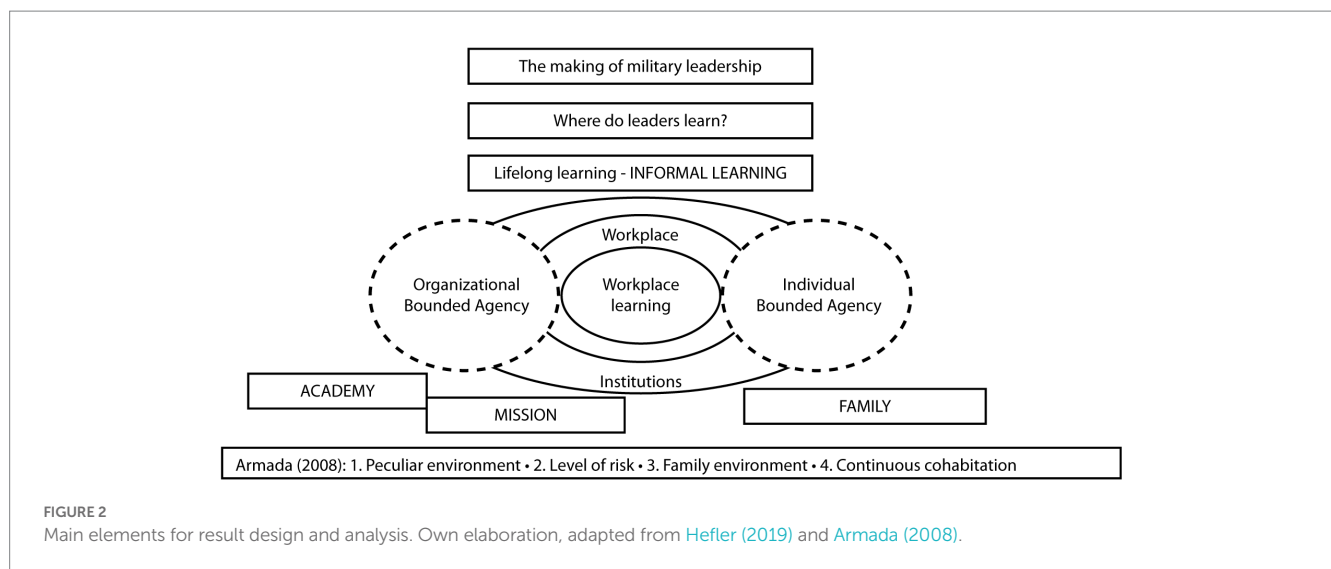 The making of military leadership
Where do leaders learn?
Lifelong learning - INFORMAL LEARNING
Workplace
Organizational
Bounded Agency
Workplace
learning
Individual
Bounded Agency
Institutions
ACADEMY
MISSION
FAMILY
Armada (2008): 1. Peculiar environment • 2. Level of risk • 3. Family environment • 4. Continuous cohabitation
FIGURE 2
Main elements for result design and analysis. Own elaboration, adapted from Hefler (2019) and Armada (2008).